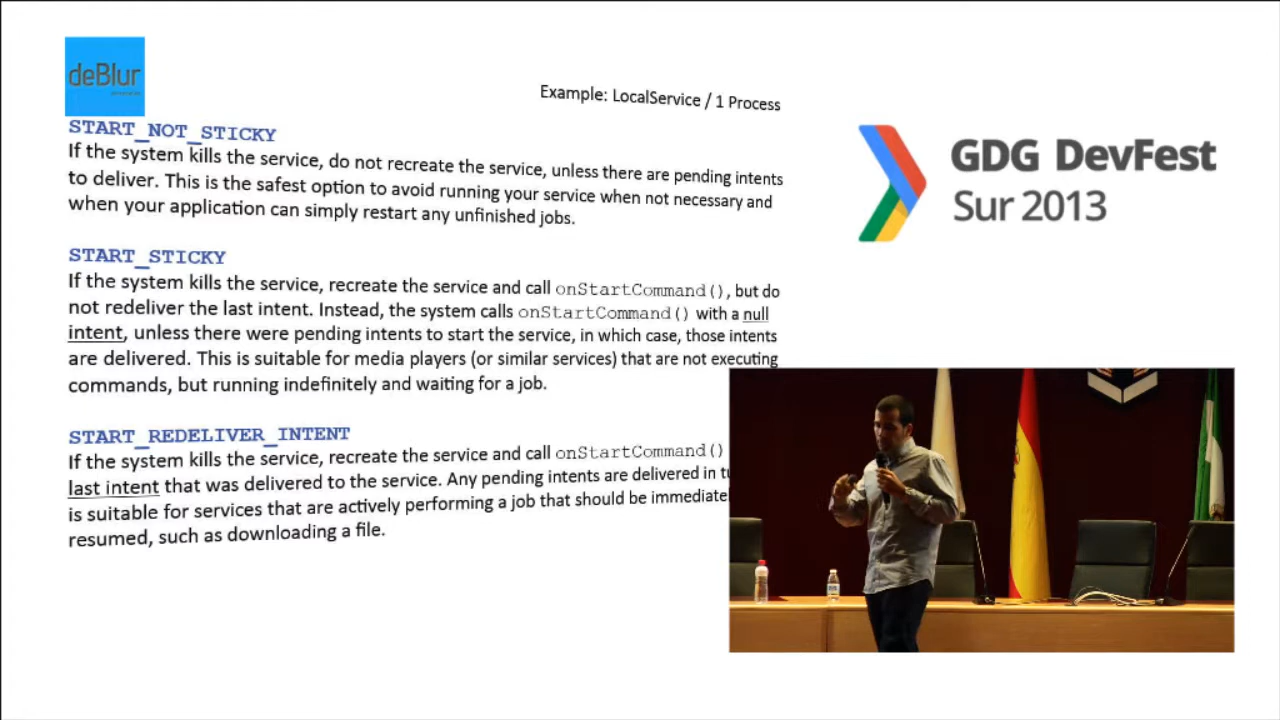 deBlur
Example: LocalService / 1 Process
START_NOT_STICKY
If the system kills the service, do not recreate the service, unless there are pending intents
to deliver. This is the safest option to avoid running your service when not necessary and
when your application can simply restart any unfinished jobs.
START_STICKY
If the system kills the service, recreate the service and call onStartCommand(), but do
not redeliver the last intent. Instead, the system calls onStartCommand() with a null
intent, unless there were pending intents to start the service, in which case, those intents
are delivered. This is suitable for media players (or similar services) that are not executing
commands, but running indefinitely and waiting for a job.
START_REDELIVER_INTENT
If the system kills the service, recreate the service and call onStartCommand()
last intent that was delivered to the service. Any pending intents are delivered in
is suitable for services that are actively performing a job that should be
resumed, such as downloading a file.
GDG DevFest
Sur 2013